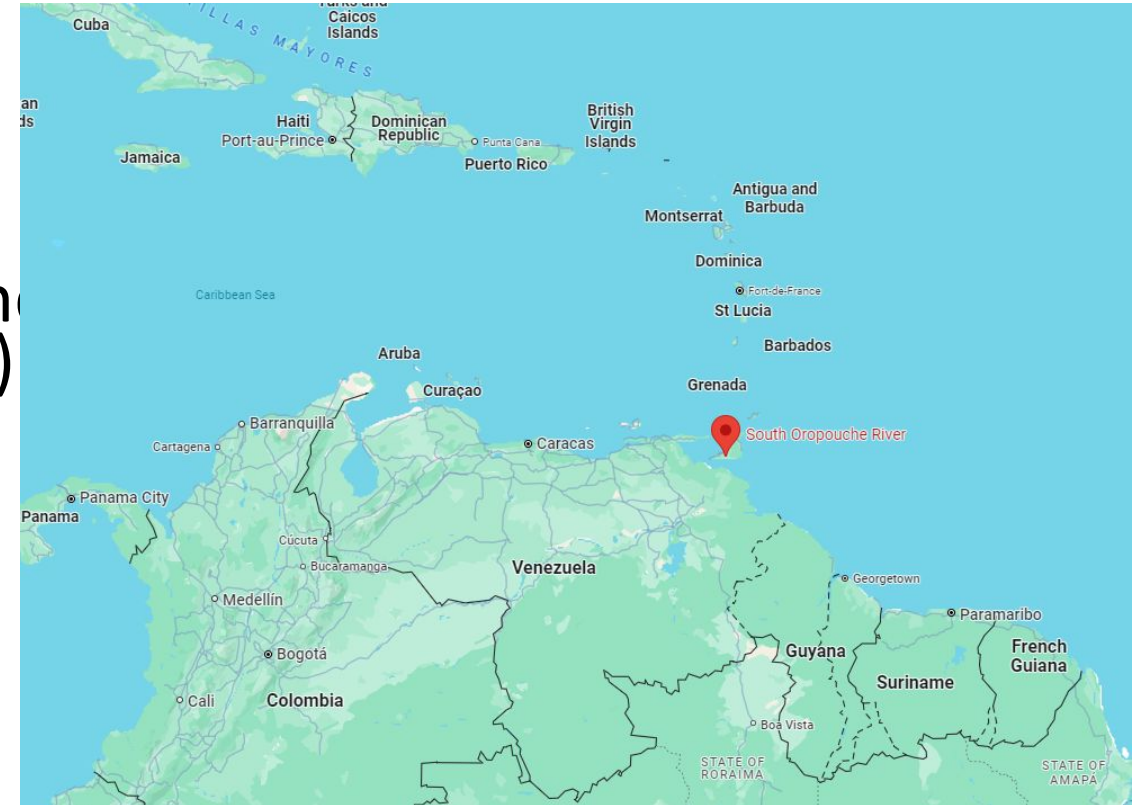 Cuba
Caicos
Islands
ILLAS MAYORES
Haiti
Port-au-Prince
Dominican
Republic
Punta Cana
Puerto Rico
British
Virgin
Islands
Jamaica
Antigua and
Barbuda
Montserrat
Dominica
Fort-de-France
St Lucia
Caribbean Sea
Barbados
Aruba
Curaçao
Grenada
Barranquilla
Cartagena
Caracas
South Oropouche River
Panama City
Panama
Cúcuta
Bucaramanga
Venezuela
Georgetown
Medellín
Paramaribo
Bogotá
Guyana
French
Guiana
Suriname
Cali
Colombia
Boa Vista
STATE OF
RORAIMA
STATE OF
AMAPÁ